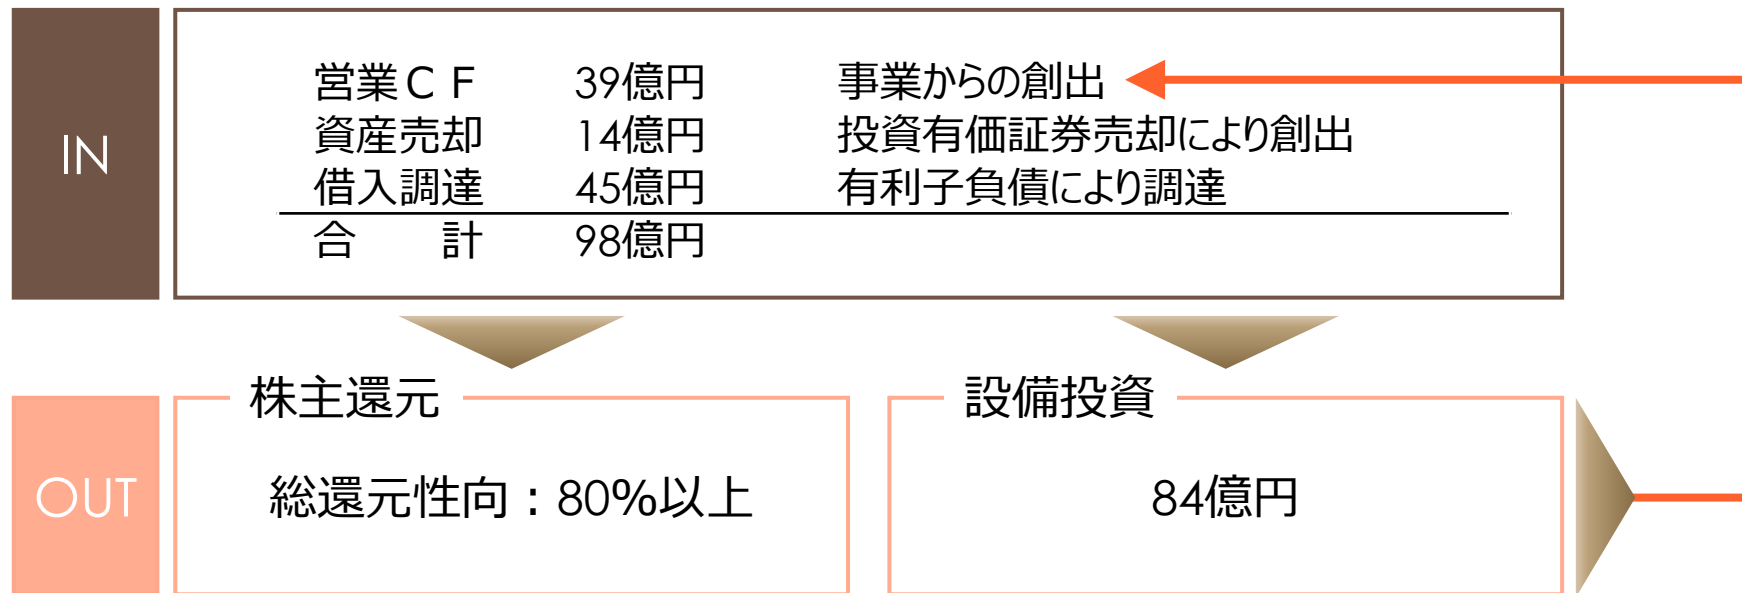 IN
営業ＣＦ 39億円 事業からの創出
資産売却 14億円 投資有価証券売却により創出
借入調達 45億円 有利子負債により調達
合　　計 98億円
株主還元 設備投資
OUT
総還元性向：80%以上 84億円